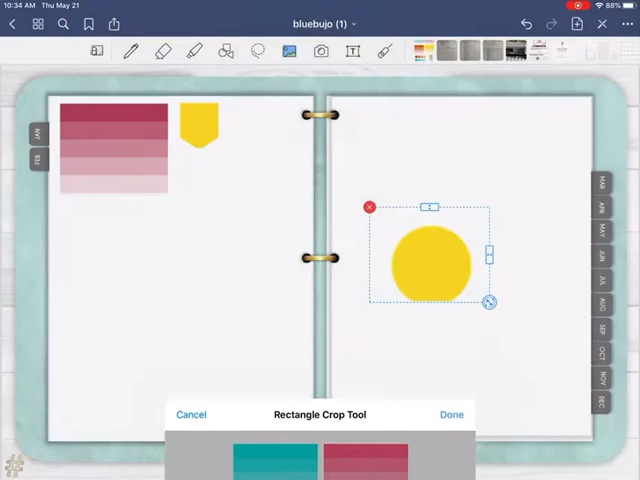 10:34 AM Thu May 21
88%
bluebujo (1)
JAN
FEB
MAR
APR
MAY
JUN
JUL
AUG
SEP
OCT
NOV
DEC
Cancel
Rectangle Crop Tool
Done
#